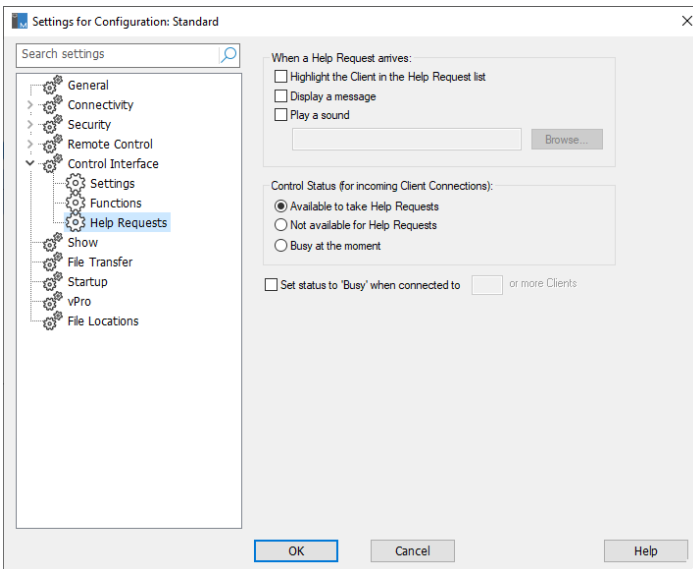 Settings for Configuration: Standard
Search settings
General
Connectivity
Security
Remote Control
Control Interface
Settings
Functions
Help Requests
Show
File Transfer
Startup
vPro
File Locations
When a Help Request arrives:
Highlight the Client in the Help Request list
Display a message
Play a sound
Browse...
Control Status (for incoming Client Connections):
Available to take Help Requests
Not available for Help Requests
Busy at the moment
Set status to 'Busy' when connected to or more Clients
OK Cancel Help